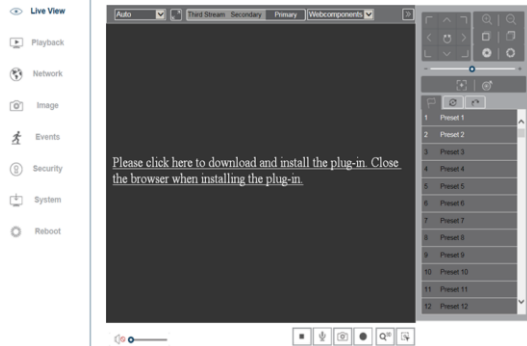 Live View
Playback
Network
Image
Events
Security
System
Reboot
Auto
Third Stream Secondary Primary
Webcomponents
Please click here to download and install the plug-in. Close
the browser when installing the plug-in.
1 Preset 1
2 Preset 2
3 Preset 3
4 Preset 4
5 Preset 5
6 Preset 6
7 Preset 7
8 Preset 8
9 Preset 9
10 Preset 10
11 Preset 11
12 Preset 12